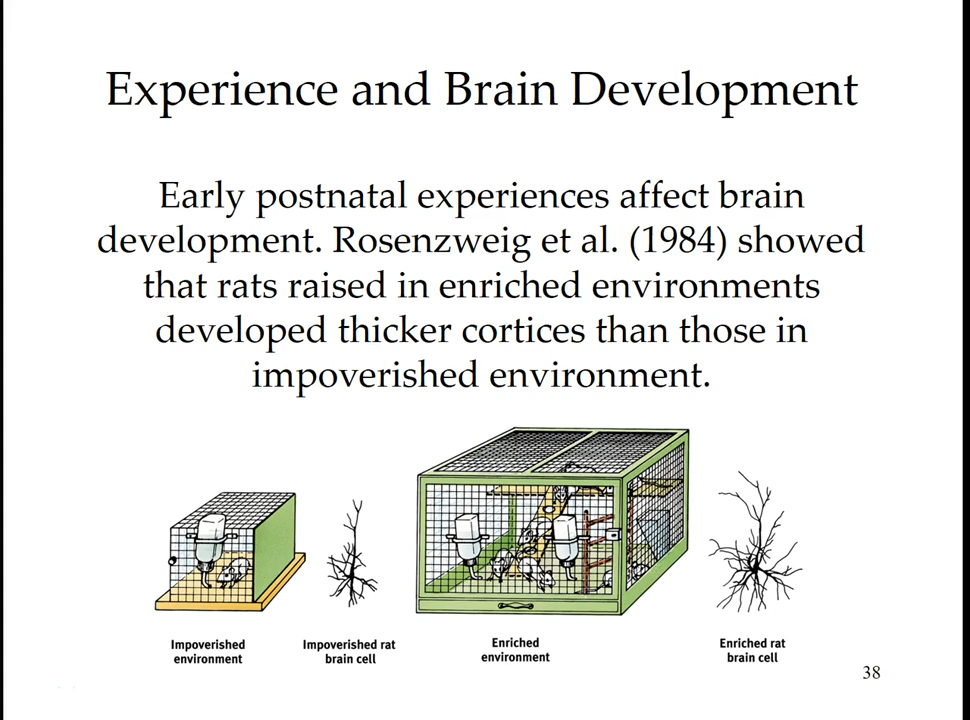 Experience and Brain Development
Early postnatal experiences affect brain
development. Rosenzweig et al. (1984) showed
that rats raised in enriched environments
developed thicker cortices than those in
impoverished environment.
Impoverished
environment
Impoverished rat
brain cell
Enriched
environment
Enriched rat
brain cell
38